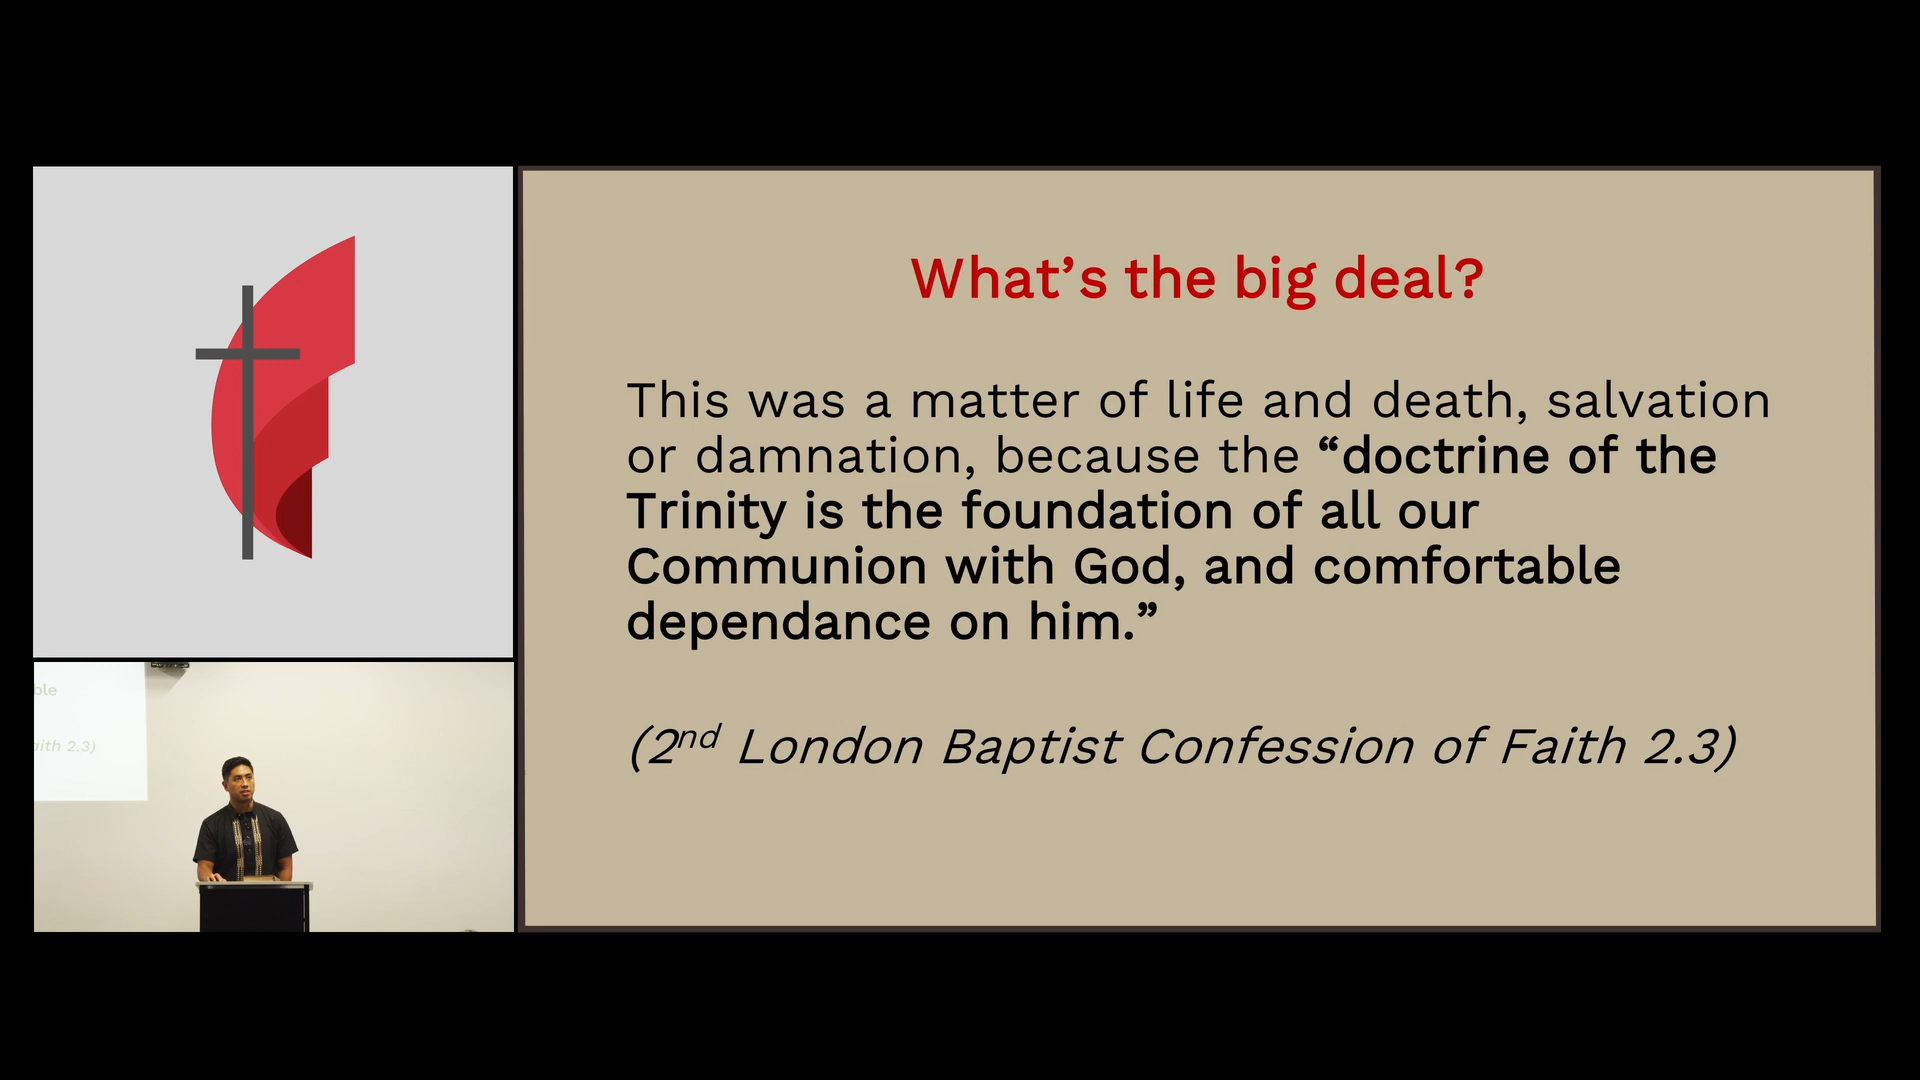 What’s the big deal?
This was a matter of life and death, salvation
or damnation, because the “doctrine of the
Trinity is the foundation of all our
Communion with God, and comfortable
dependance on him.”
(2nd London Baptist Confession of Faith 2.3)
ble
aith 2.3)